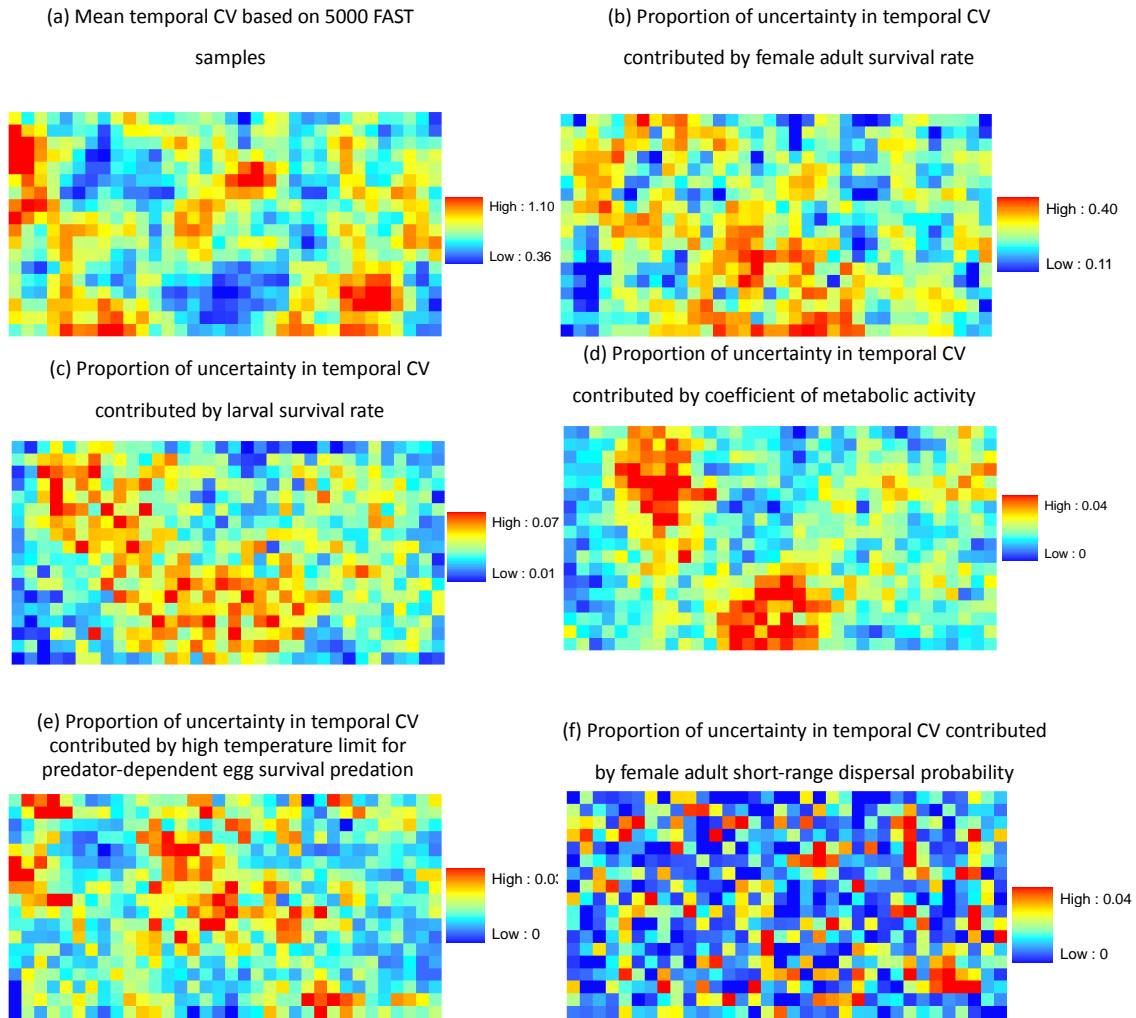 (a) Mean temporal CV based on 5000 FAST
samples
(b) Proportion of uncertainty in temporal CV
contributed by female adult survival rate
High : 1.10
Low : 0.36
High : 0.40
Low : 0.11
(c) Proportion of uncertainty in temporal CV
contributed by larval survival rate
(d) Proportion of uncertainty in temporal CV
contributed by coefficient of metabolic activity
High : 0.07
Low : 0.01
High : 0.04
Low : 0
(e) Proportion of uncertainty in temporal CV
contributed by high temperature limit for
predator-dependent egg survival predation
(f) Proportion of uncertainty in temporal CV contributed
by female adult short-range dispersal probability
High :
Low : 0
High : 0.04
Low : 0